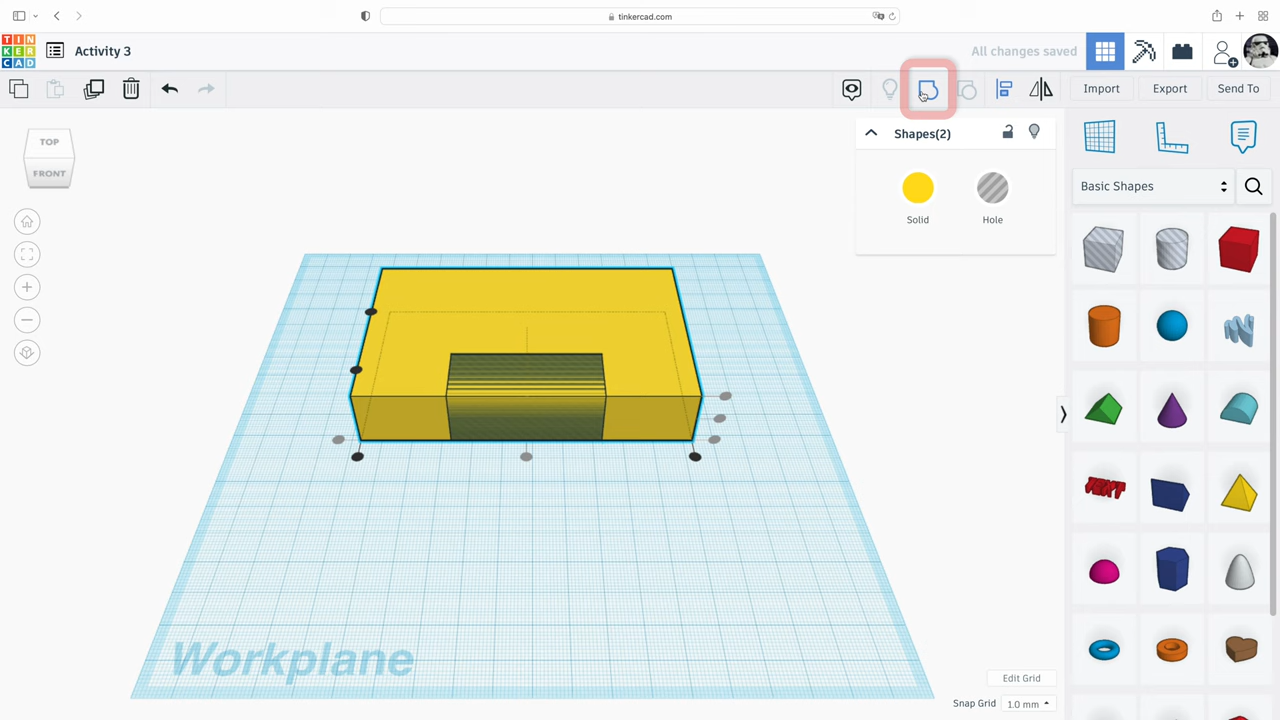 tinkercad.com
TIN
KER
CAD
Activity 3
All changes saved
Import
Export
Send To
TOP
FRONT
Shapes(2)
Solid
Hole
Basic Shapes
TEXT
Workplane
Edit Grid
Snap Grid
1.0 mm